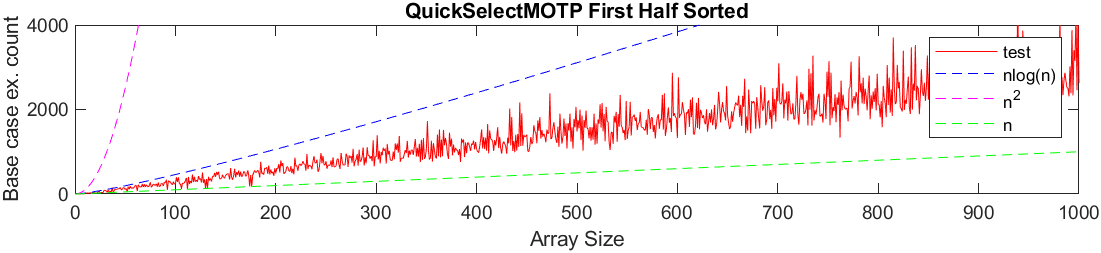 QuickSelectMOTP First Half Sorted
Base case ex. count
4000
2000
0
0 100 200 300 400 500 600 700 800 900 1000
Array Size
test
nlog(n)
n²
n